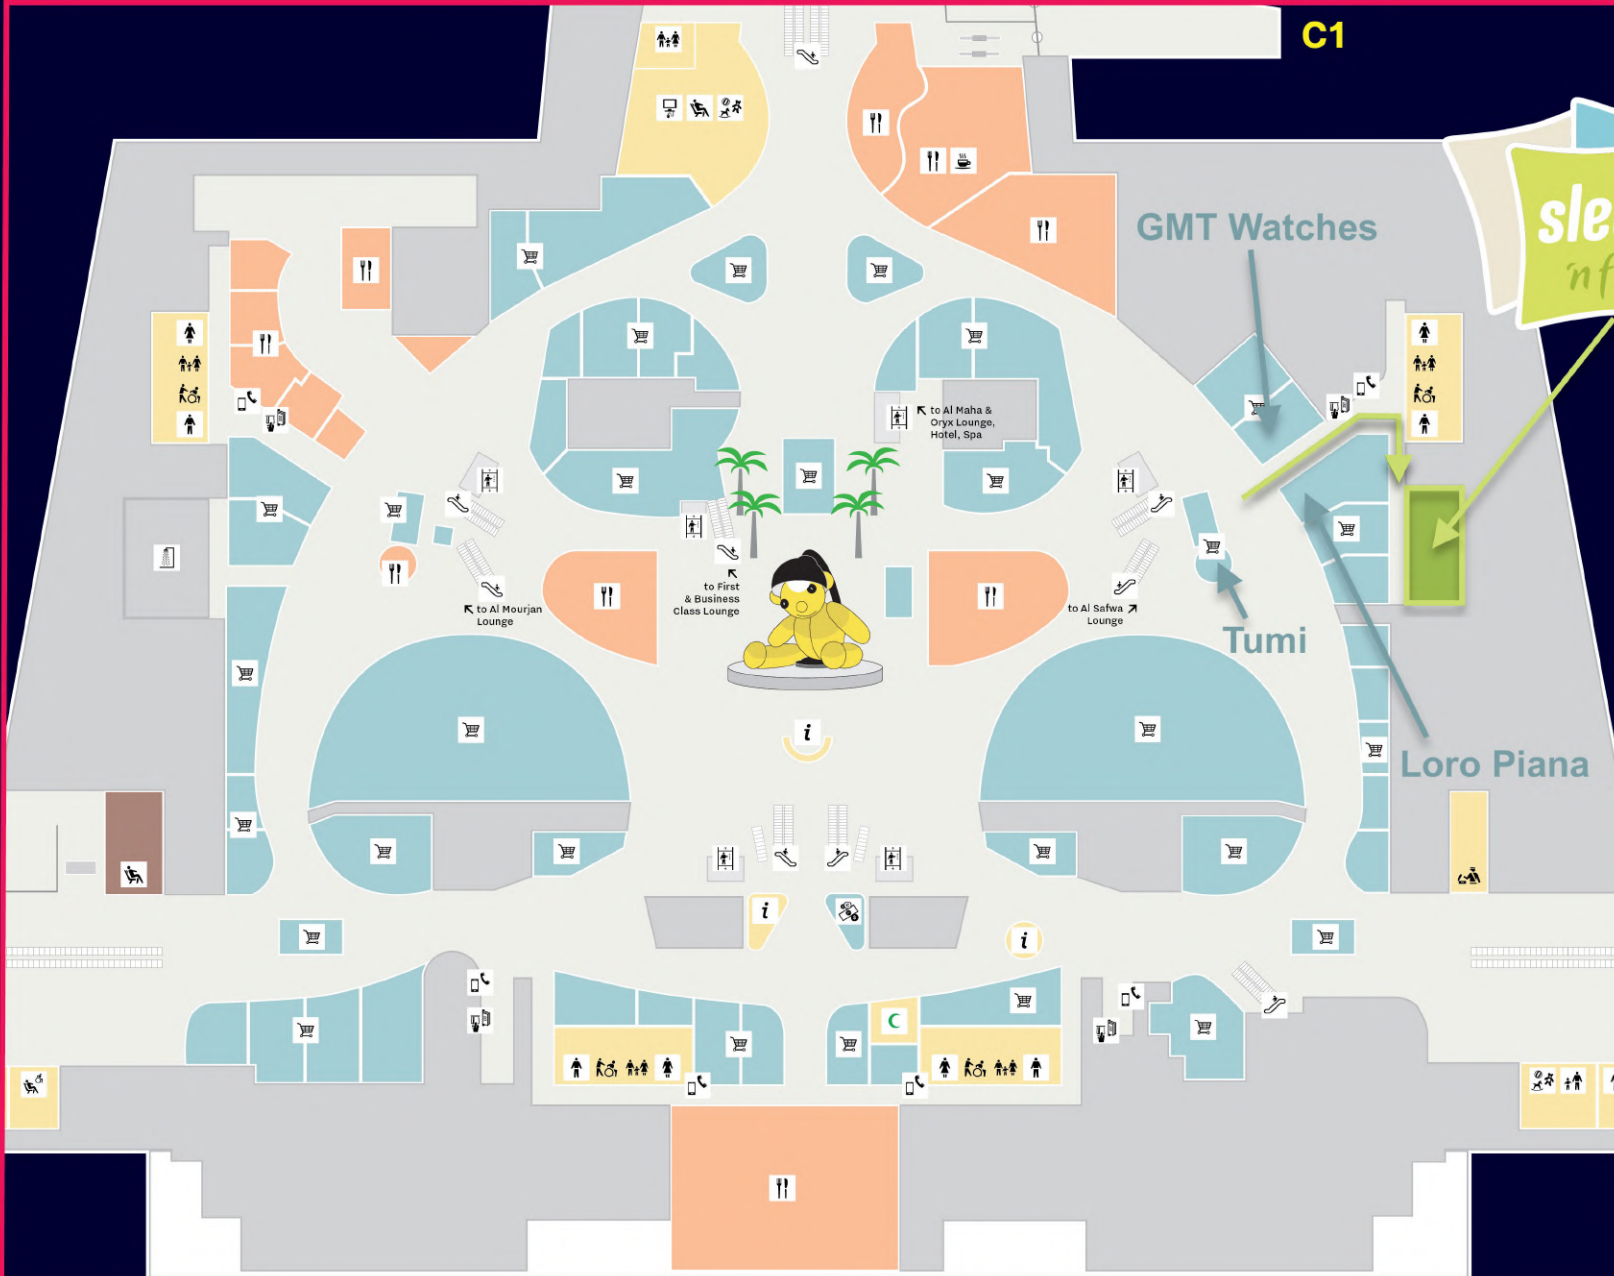 C1
sle
'n f
GMT Watches
to Al Maha &
Oryx Lounge,
Hotel, Spa
to First
& Business
Class Lounge
to Al Mourjan
Lounge
to Al Safwa
Lounge
Tumi
Loro Piana
i
i
i